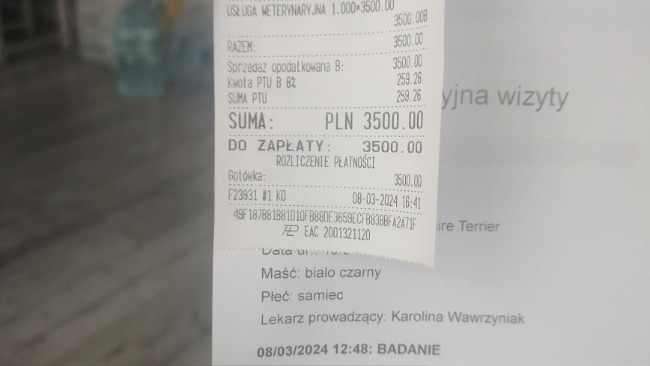 USŁUGA WETERYNARYJNA 1.000*3500.00
3500.00B
RAZEM: 3500.00
Sprzedaż opodatkowana B: 3500.00
Kwota PTU B 8% 259.26
SUMA PTU 259.26
SUMA: PLN 3500.00
DO ZAPŁATY: 3500.00
ROZLICZENIE PŁATNOŚCI
Gotówka: 3500.00
F23931 #1 KO 08-03-2024 16:41
EAC 2001321120
yjna wizyty
ire Terrier
Data
Maść: bialo czarny
Płeć: samiec
Lekarz prowadzący: Karolina Wawrzyniak
08/03/2024 12:48: BADANIE